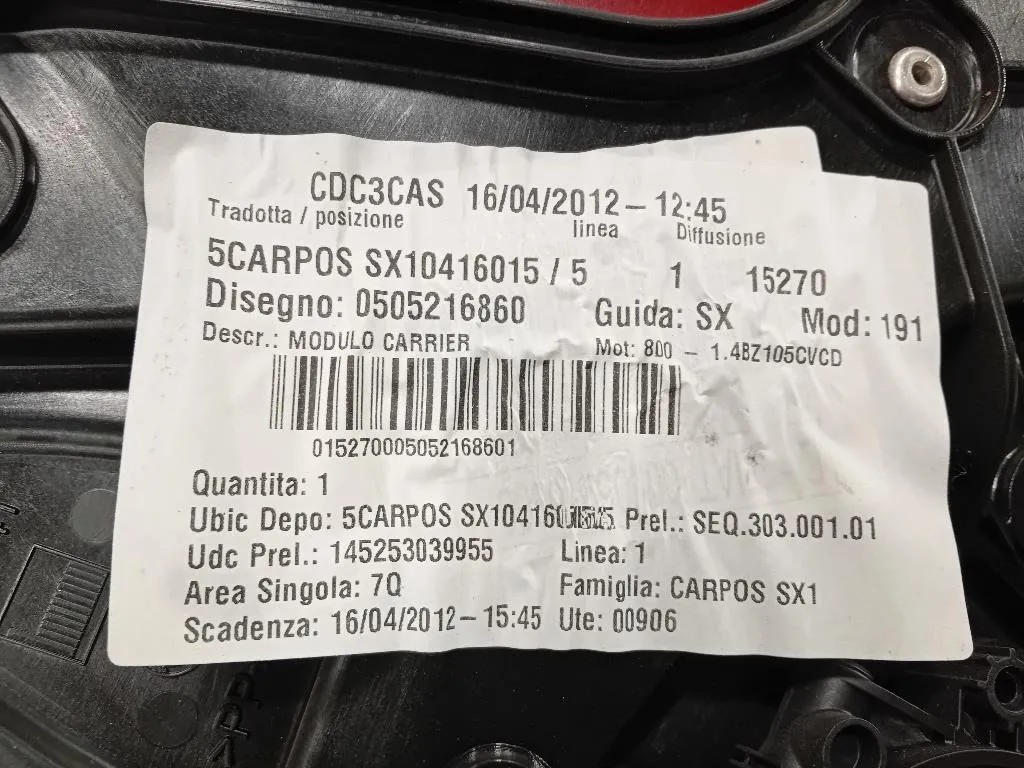 CDC3CAS 16/04/2012 – 12:45
Tradotta / posizione linea Diffusione
5CARPOS SX10416015 / 5 1 15270
Disegno: 0505216860 Guida: SX Mod: 191
Descr.: MODULO CARRIER Mot: 800 – 1.4BZ105CVCD
015270005052168601
Quantita: 1
Ubic Depo: 5CARPOS Prel.: SEQ.303.001.01
Udc Prel.: 145253039955 Linea: 1
Area Singola: 7Q Famiglia: CARPOS SX1
Scadenza: 16/04/2012 – 15:45 Ute: 00906
>PP